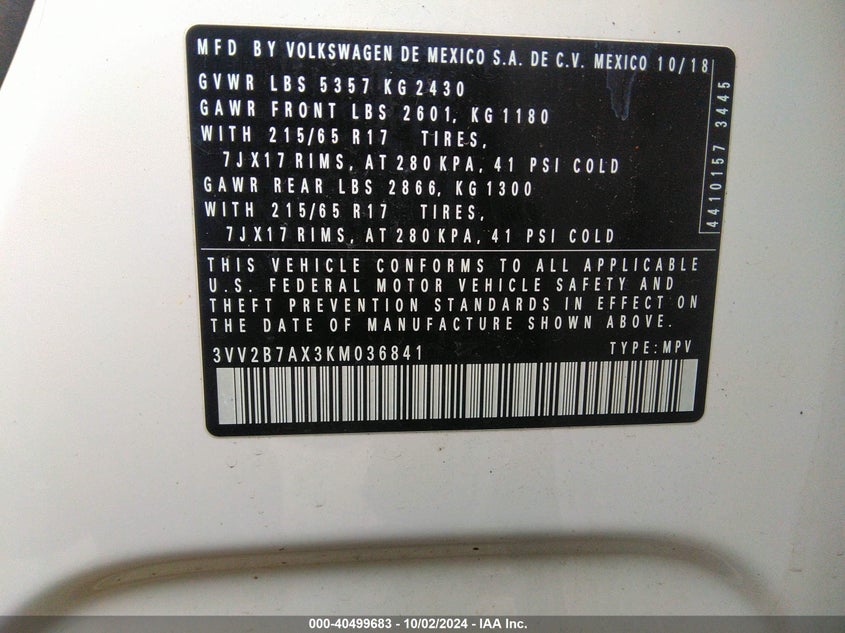 MFD BY VOLKSWAGEN DE MEXICO S.A. DE C.V. MEXICO 10/18
GVWR LBS 5357 KG 2430
GAWR FRONT LBS 2601, KG 1180
WITH 215/65 R17 TIRES,
7JX17 RIMS, AT 280 KPA, 41 PSI COLD
GAWR REAR LBS 2866, KG 1300
WITH 215/65 R17 TIRES,
7JX17 RIMS, AT 280 KPA, 41 PSI COLD
4410157 3445
THIS VEHICLE CONFORMS TO ALL APPLICABLE
U.S. FEDERAL MOTOR VEHICLE SAFETY AND
THEFT PREVENTION STANDARDS IN EFFECT ON
THE DATE OF MANUFACTURE SHOWN ABOVE.
3VV2B7AX3KM036841 TYPE: MPV
000-40499683 - 10/02/2024 - IAA Inc.